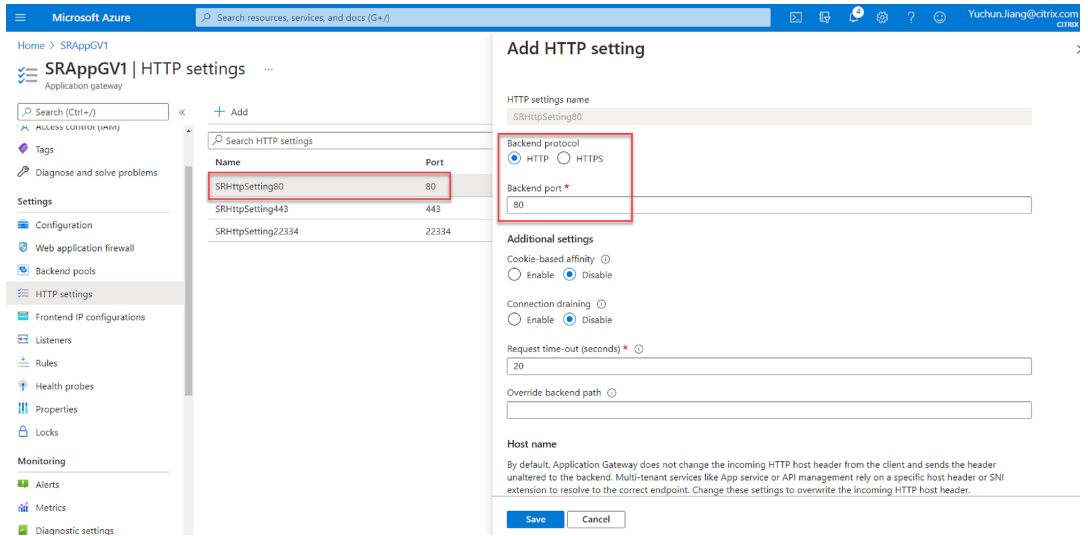 Microsoft Azure
Search resources, services, and docs (G+/)
4
Yuchun.Jiang@citrix.com
CITRIX
Home > SRAppGV1
SRAppGV1 | HTTP settings ...
Application gateway
Search (Ctrl+/)
«
Access control (IAM)
Tags
Diagnose and solve problems
Settings
Configuration
Web application firewall
Backend pools
HTTP settings
Frontend IP configurations
Listeners
Rules
Health probes
Properties
Locks
Monitoring
Alerts
Metrics
Diagnostic settings
+ Add
Search HTTP settings
Name Port
SRHttpSetting80 80
SRHttpSetting443 443
SRHttpSetting22334 22334
Add HTTP setting
HTTP settings name
SRHttpSetting80
Backend protocol
HTTP HTTPS
Backend port *
80
Additional settings
Cookie-based affinity
Enable Disable
Connection draining
Enable Disable
Request time-out (seconds) *
20
Override backend path
Host name
By default, Application Gateway does not change the incoming HTTP host header from the client and sends the header
unaltered to the backend. Multi-tenant services like App service or API management rely on a specific host header or SNI
extension to resolve to the correct endpoint. Change these settings to overwrite the incoming HTTP host header.
Save Cancel